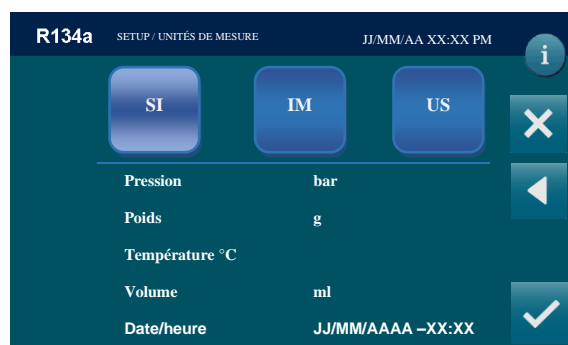 R134a SETUP / UNITÉS DE MESURE JJ/MM/AA XX:XX PM
i
SI IM US
Pression bar
Poids g
Température °C
Volume ml
Date/heure JJ/MM/AAAA –XX:XX